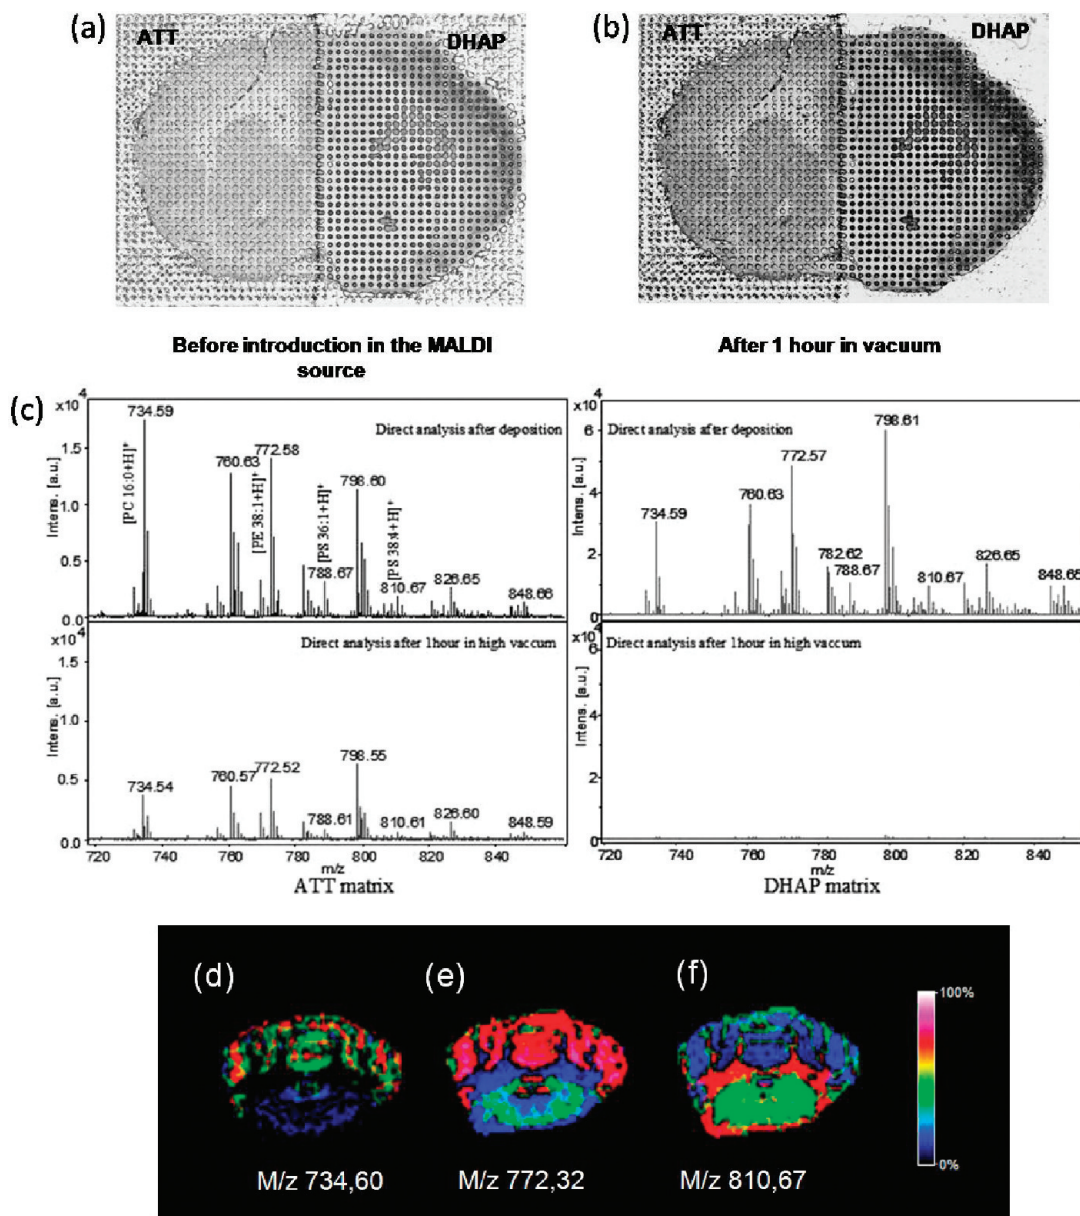 (a)
ATT
DHAP
(b)
ATT
DHAP
Before introduction in the MALDI
source
After 1 hour in vacuum
(c)
x10 4
734.59
Direct analysis after deposition
[PC 16:0+H]+
760.63
772.58
[PE 38:1+H]+
[PS 36:1+H]+
798.60
[PS 38:4+H]+
788.67
810.67
826.65
848.66
Intens. [a.u.]
1.5
1.0
0.5
0.0
x10 4
Direct analysis after deposition
798.61
772.57
760.63
734.59
782.62
788.67
810.67
826.65
848.65
Intens. [a.u.]
6
4
2
0
x10 4
Direct analysis after 1hour in high vaccum
734.54
760.57
772.52
798.55
788.61
810.61
826.60
848.59
Intens. [a.u.]
1.5
1.0
0.5
0.0
720 740 760 780 800 820 840
m/z
ATT matrix
x10 4
Direct analysis after 1hour in high vaccum
Intens. [a.u.]
6
4
2
0
720 740 760 780 800 820 840
m/z
DHAP matrix
(d)
(e)
(f)
100%
0%
M/z 734,60
M/z 772,32
M/z 810,67